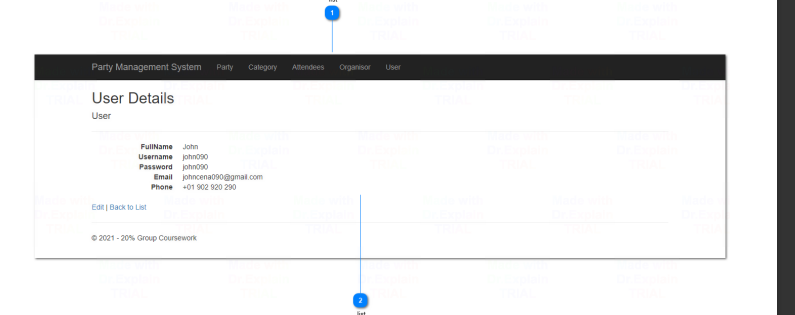 list
1
Party Management System Party Category Attendees Organisor User
User Details
User
FullName John
Username john090
Password john090
Email johncena090@gmail.com
Phone +01 902 920 290
Edit | Back to List
© 2021 - 20% Group Coursework
2
list